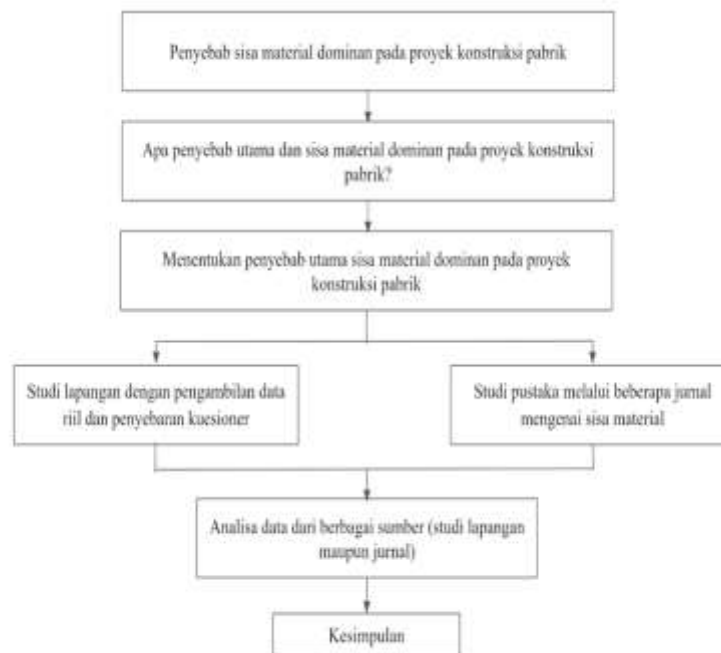 Penyebab sisa material dominan pada proyek konstruksi pabrik
Apa penyebab utama dan sisa material dominan pada proyek konstruksi
pabrik?
Menentukan penyebab utama sisa material dominan pada proyek
konstruksi pabrik
Studi lapangan dengan pengambilan data
riil dan penyebaran kuesioner
Studi pustaka melalui beberapa jurnal
mengenai sisa material
Analisa data dari berbagai sumber (studi lapangan
maupun jurnal)
Kesimpulan